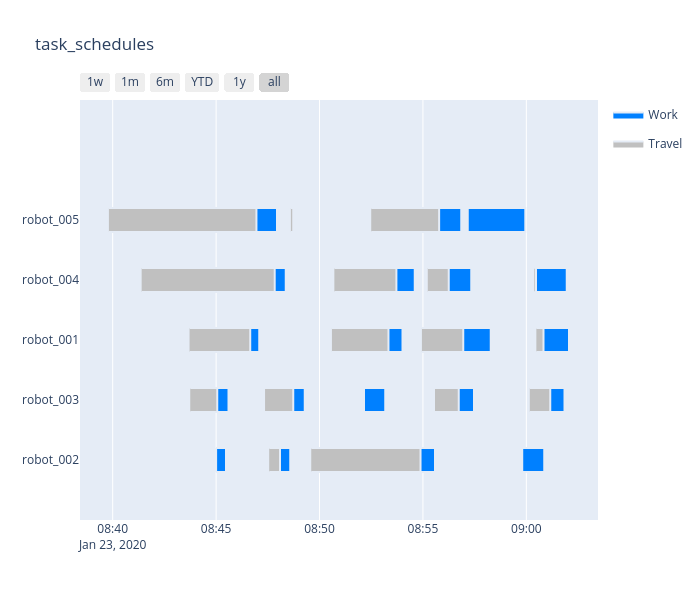 task_schedules
1w 1m 6m YTD 1y all
Work
Travel
robot_005
robot_004
robot_001
robot_003
robot_002
08:40 08:45 08:50 08:55 09:00
Jan 23, 2020